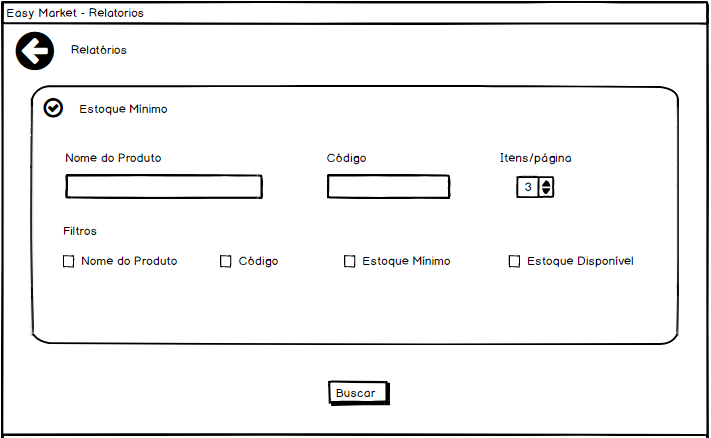 Easy Market - Relatorios
Relatórios
Estoque Mínimo
Nome do Produto Código Itens/página
3
Filtros
Nome do Produto Código Estoque Mínimo Estoque Disponível
Buscar